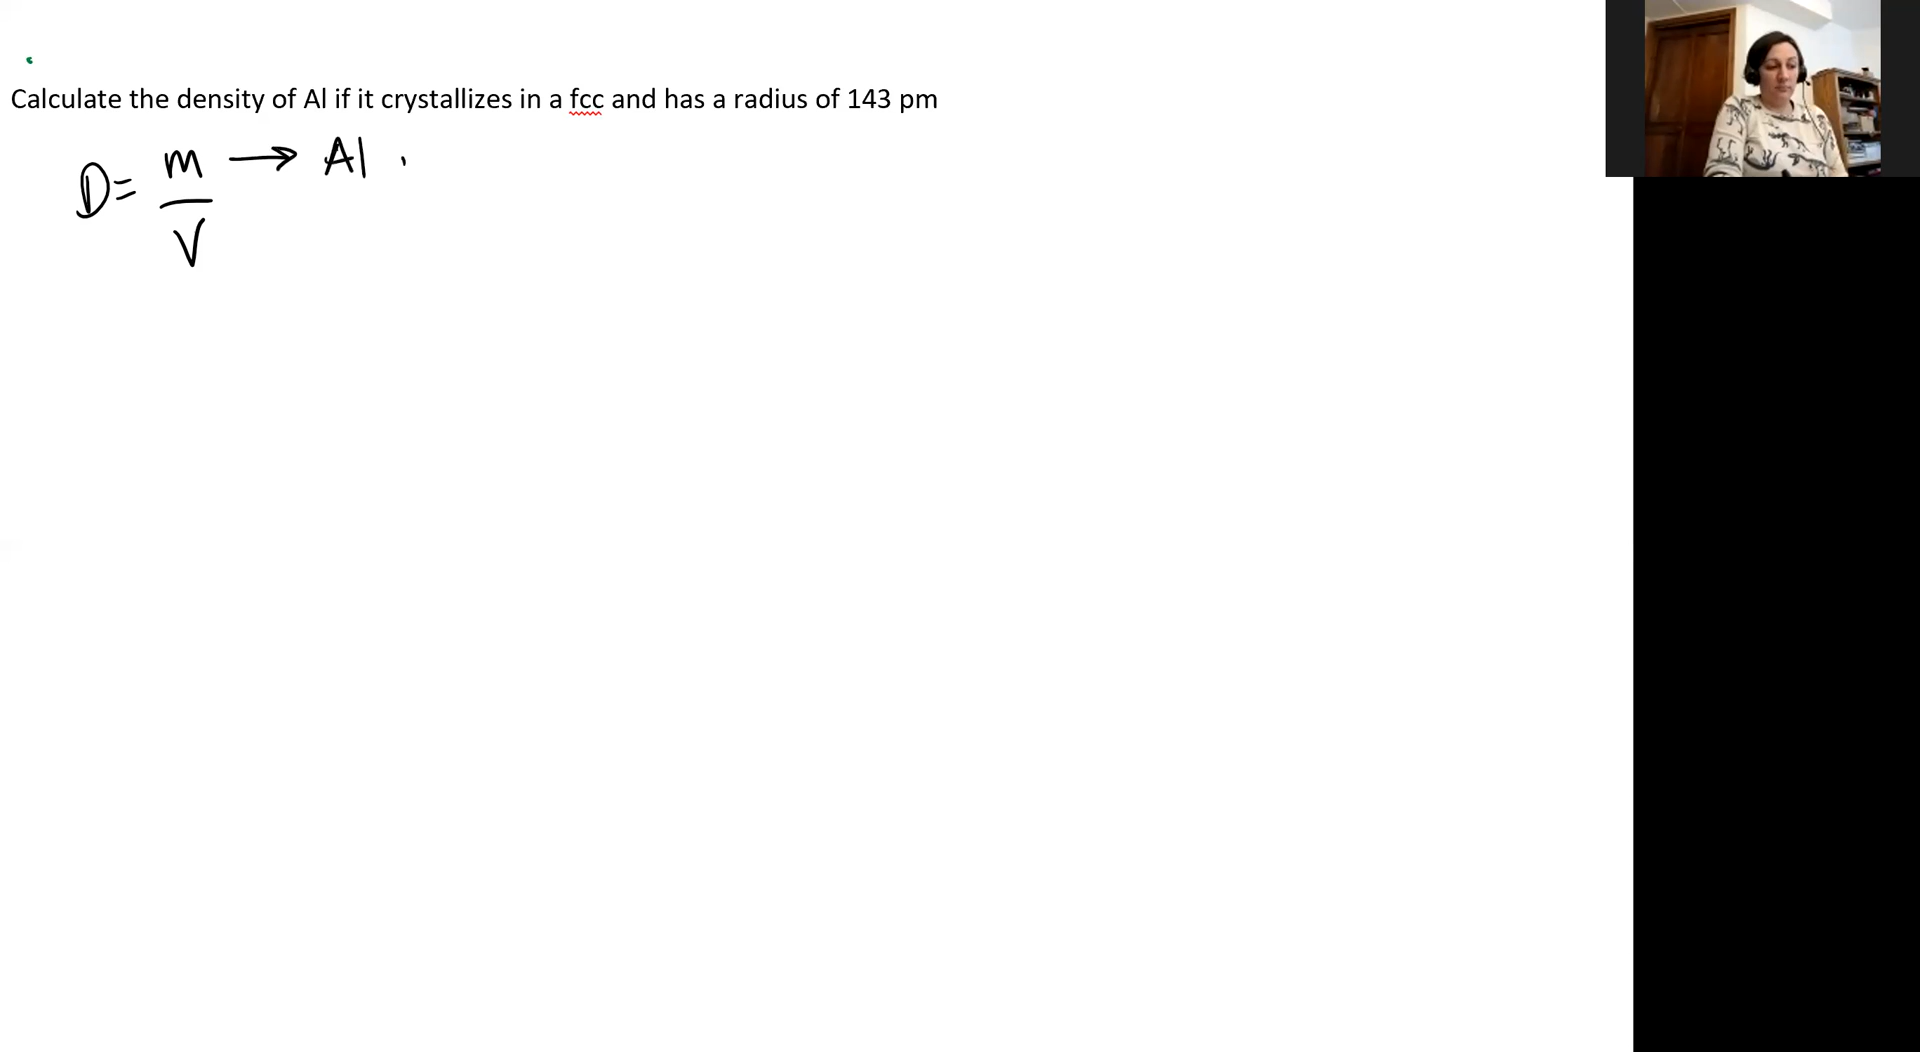 Calculate the density of Al if it crystallizes in a fcc and has a radius of 143 pm
D = m/V → Al